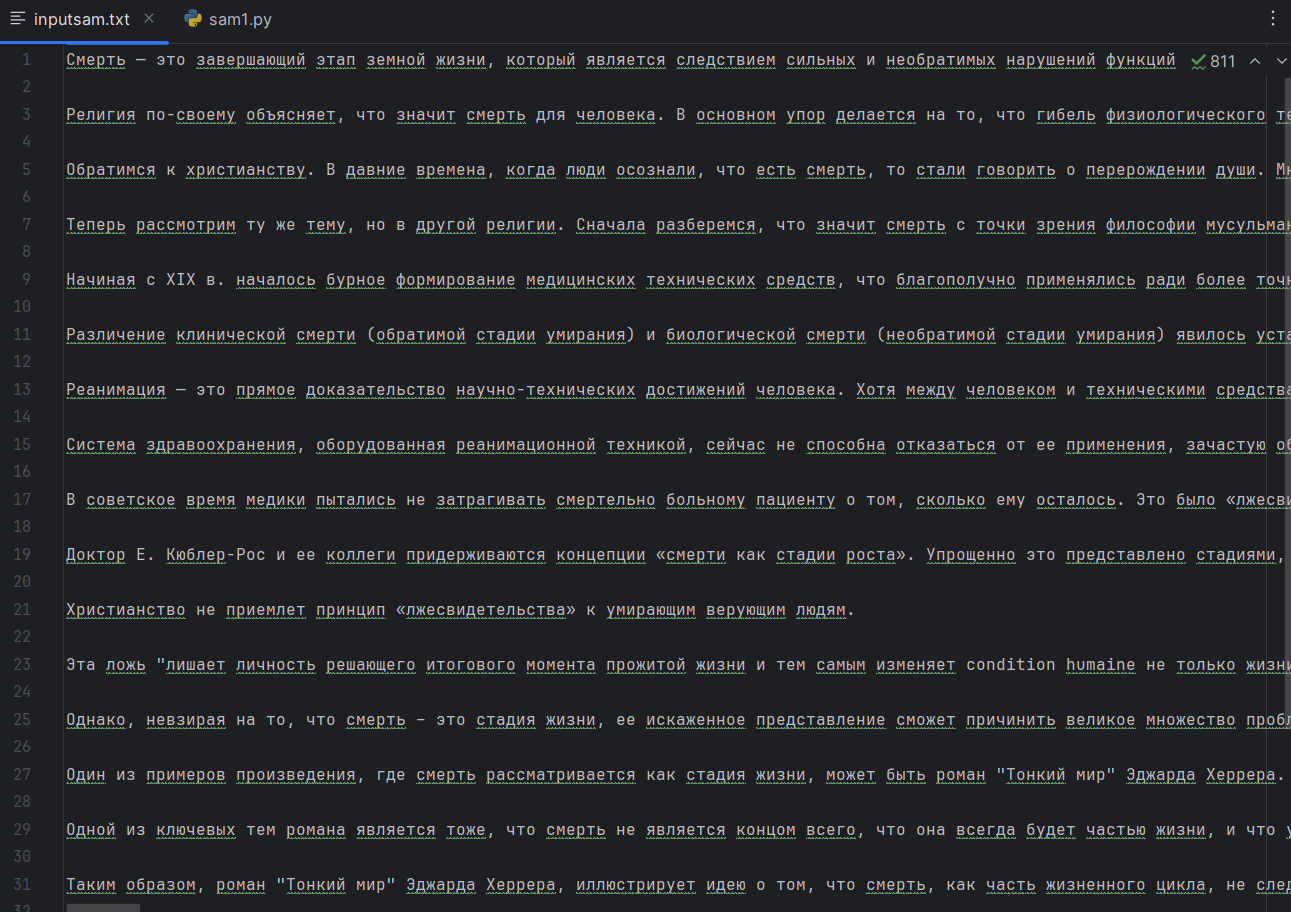 inputsam.txt
sam1.py
1 Смерть — это завершающий этап земной жизни, который является следствием сильных и необратимых нарушений функций
811
2
3 Религия по-своему объясняет, что значит смерть для человека. В основном упор делается на то, что гибель физиологического
4
5 Обратимся к христианству. В давние времена, когда люди осознали, что есть смерть, то стали говорить о перерождении души.
6
7 Теперь рассмотрим ту же тему, но в другой религии. Сначала разберемся, что значит смерть с точки зрения философии
8
9 Начиная с XIX в. началось бурное формирование медицинских технических средств, что благополучно применялись ради более
10
11 Различение клинической смерти (обратимой стадии умирания) и биологической смерти (необратимой стадии умирания) явилось
12
13 Реанимация — это прямое доказательство научно-технических достижений человека. Хотя между человеком и техническими
14
15 Система здравоохранения, оборудованная реанимационной техникой, сейчас не способна отказаться от ее применения, зачастую
16
17 В советское время медики пытались не затрагивать смертельно больному пациенту о том, сколько ему осталось. Это было
18
19 Доктор Е. Кюблер-Рос и ее коллеги придерживаются концепции «смерти как стадии роста». Упрощенно это представлено стадиями,
20
21 Христианство не приемлет принцип «лжесвидетельства» к умирающим верующим людям.
22
23 Эта ложь "лишает личность решающего итогового момента прожитой жизни и тем самым изменяет condition humaine не только
24
25 Однако, невзирая на то, что смерть – это стадия жизни, ее искаженное представление сможет причинить великое множество
26
27 Один из примеров произведения, где смерть рассматривается как стадия жизни, может быть роман "Тонкий мир" Эджарда Херрера.
28
29 Одной из ключевых тем романа является тоже, что смерть не является концом всего, что она всегда будет частью жизни, и что
30
31 Таким образом, роман "Тонкий мир" Эджарда Херрера, иллюстрирует идею о том, что смерть, как часть жизненного цикла, не
32